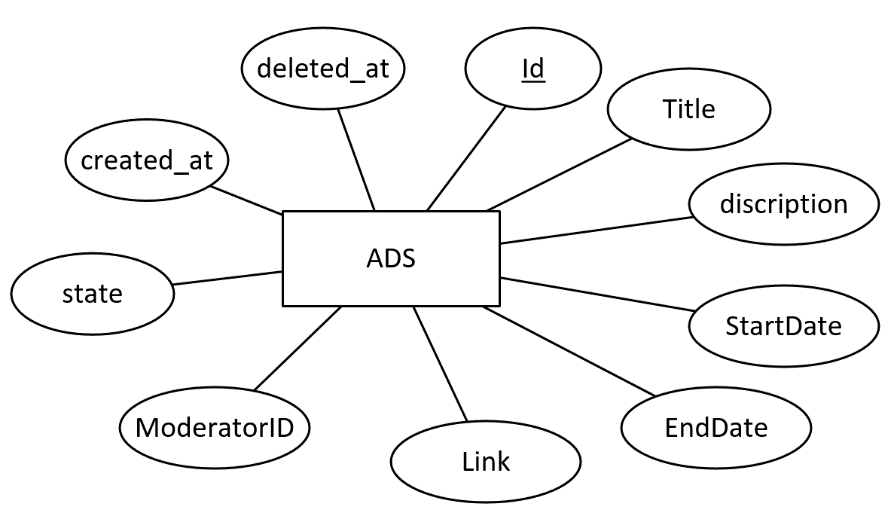 deleted_at
Id
Title
created_at
discription
ADS
state
StartDate
ModeratorID
EndDate
Link